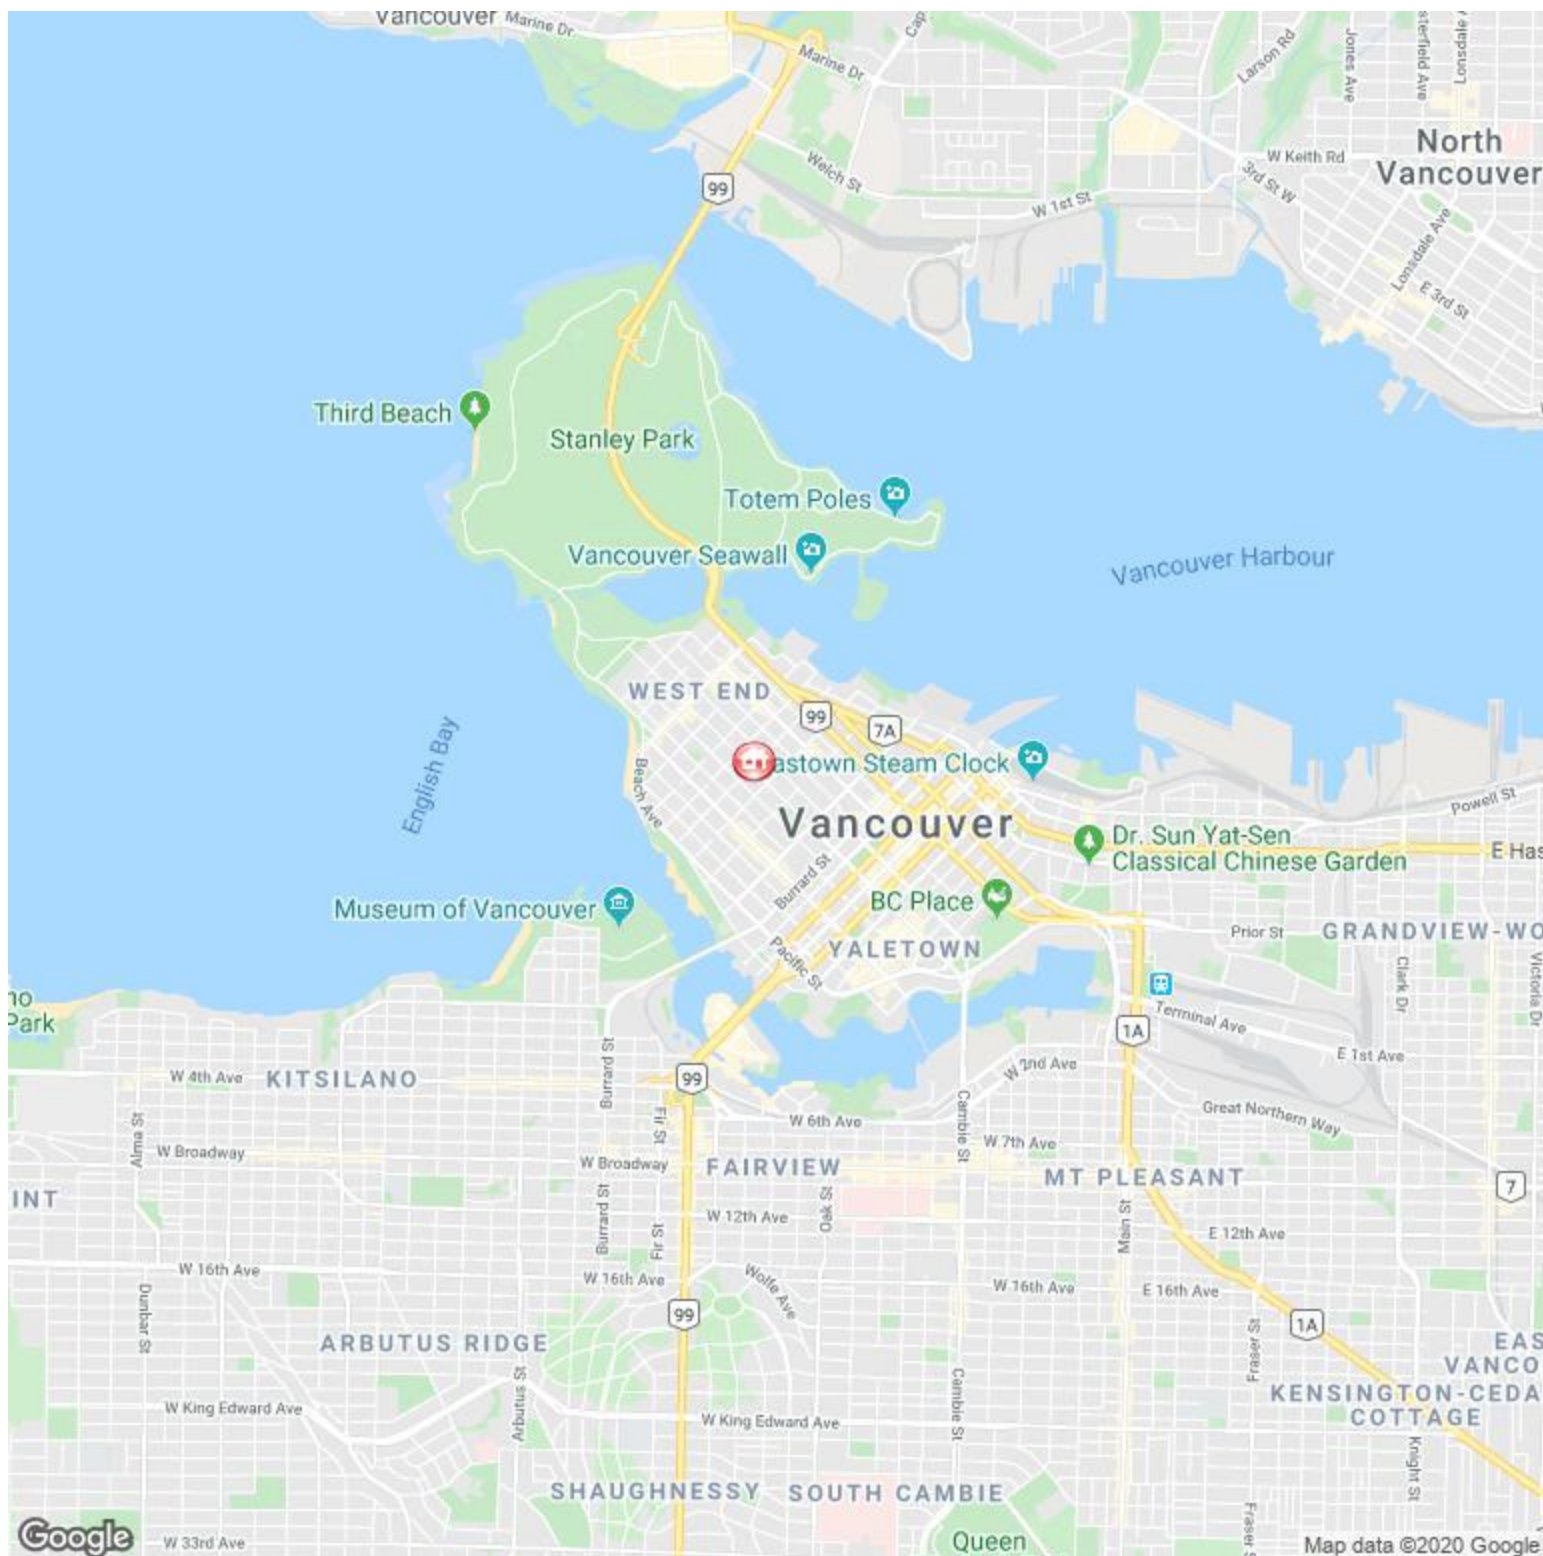 Vancouver
Marine Dr
Cap
Marine Dr
Larson Rd
Jones Ave
Lonsdale
North
Vancouver
W Keith Rd
3rd St W
Welch St
99
W 1st St
Lonsdale Ave
E 3rd St
Third Beach
Stanley Park
Totem Poles
Vancouver Seawall
Vancouver Harbour
WEST END
99
7A
English Bay
Beach Ave
astown Steam Clock
Powell St
Vancouver
Dr. Sun Yat-Sen
Classical Chinese Garden
E Has
Burrard St
BC Place
Museum of Vancouver
Pacific St
YALETOWN
Prior St
GRANDVIEW-WO
Clark Dr
Victoria Dr
no
Park
Terminal Ave
1A
E 1st Ave
W 4th Ave
KITSILANO
Burrard St
99
W 2nd Ave
Fir St
W 6th Ave
Cambie St
Great Northern Way
Alma St
W Broadway
W 7th Ave
W Broadway
FAIRVIEW
MT PLEASANT
INT
7
Burrard St
Fir St
W 12th Ave
Oak St
Main St
E 12th Ave
W 16th Ave
W 16th Ave
Wolfe Ave
W 16th Ave
E 16th Ave
Dunbar St
99
1A
ARBUTUS RIDGE
Fraser St
EAS
VANCO
KENSINGTON-CEDA
COTTAGE
Arbutus St
Cambie St
W King Edward Ave
W King Edward Ave
Knight St
SHAUGHNESSY
SOUTH CAMBIE
Fraser S
Google
W 33rd Ave
Queen
Map data ©2020 Google